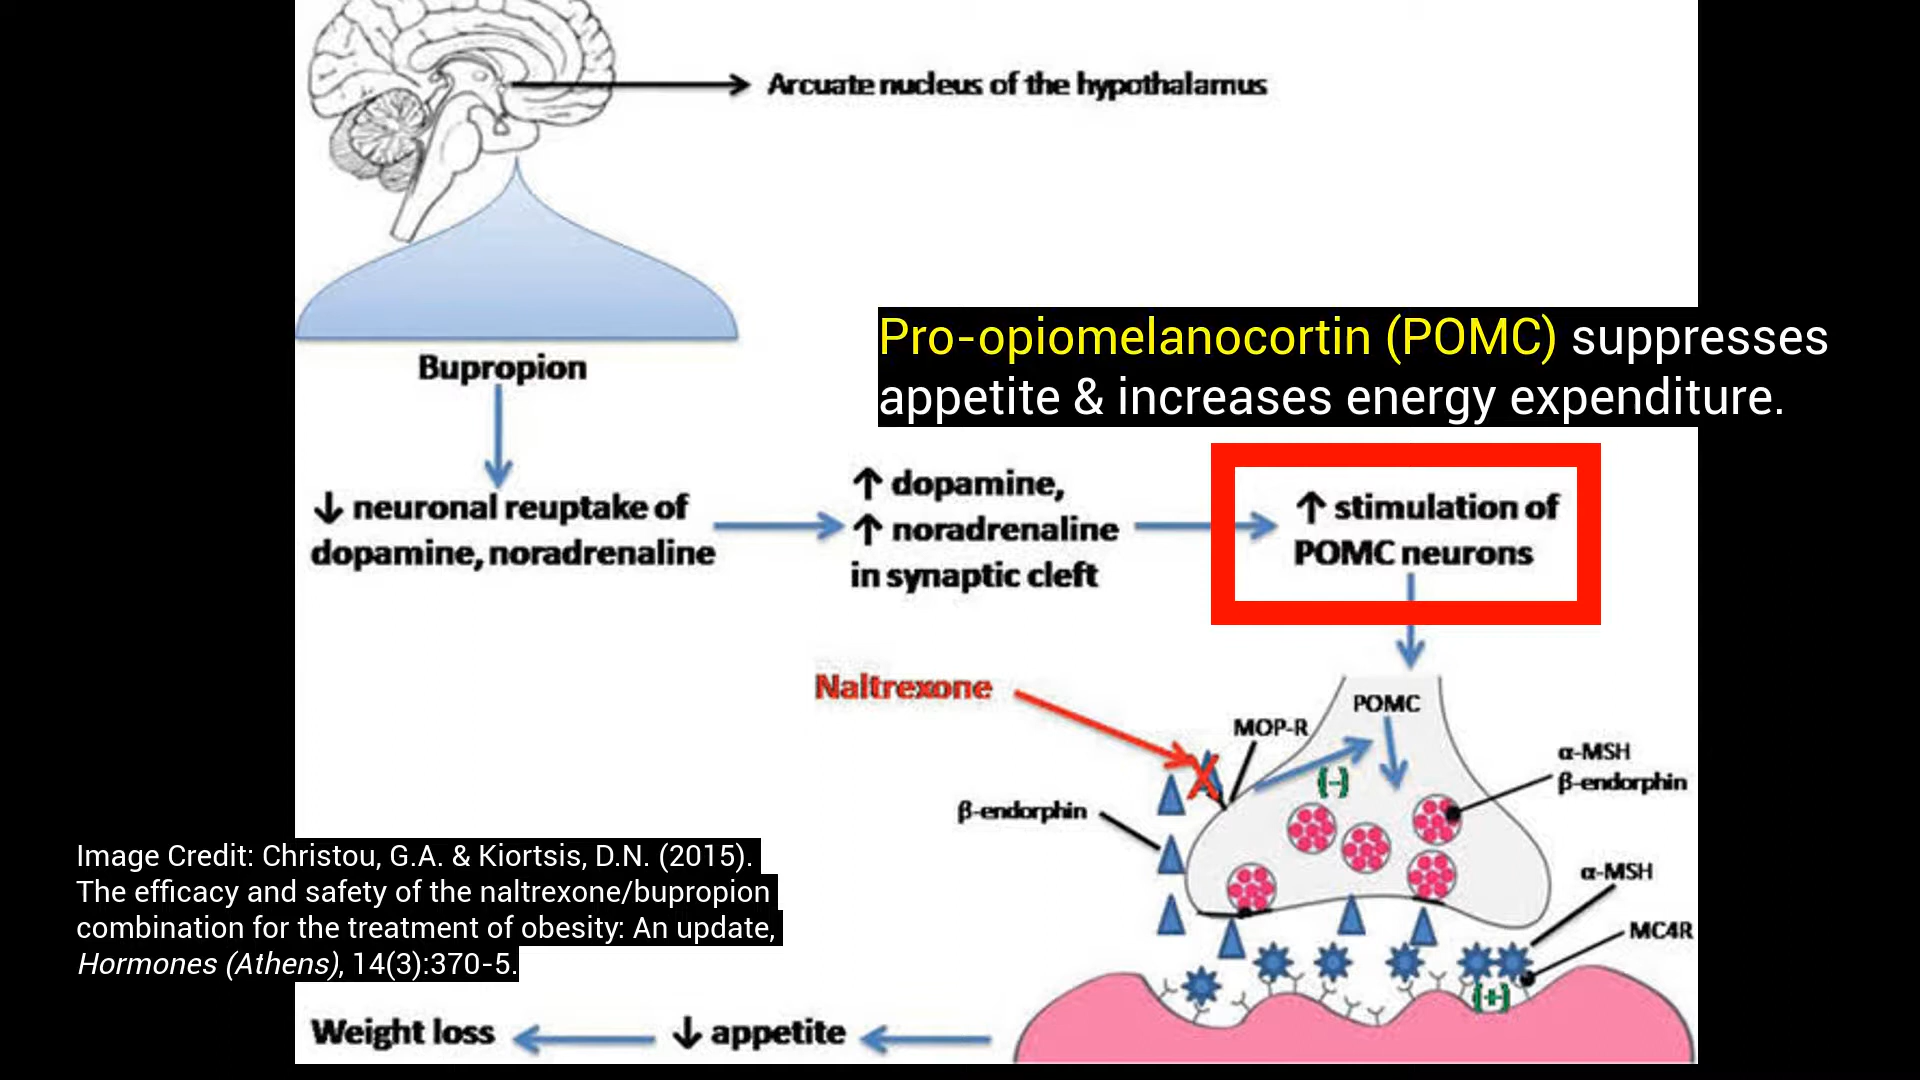 Arcuate nucleus of the hypothalamus
Pro-opiomelanocortin (POMC) suppresses
appetite & increases energy expenditure.
Bupropion
↓ neuronal reuptake of
dopamine, noradrenaline
↑ dopamine,
↑ noradrenaline
in synaptic cleft
↑ stimulation of
POMC neurons
Naltrexone
MOP-R
POMC
(-)
α-MSH
β-endorphin
β-endorphin
α-MSH
MC4R
(+)
Image Credit: Christou, G.A. & Kiortsis, D.N. (2015).
The efficacy and safety of the naltrexone/bupropion
combination for the treatment of obesity: An update,
Hormones (Athens), 14(3):370-5.
Weight loss
↓ appetite